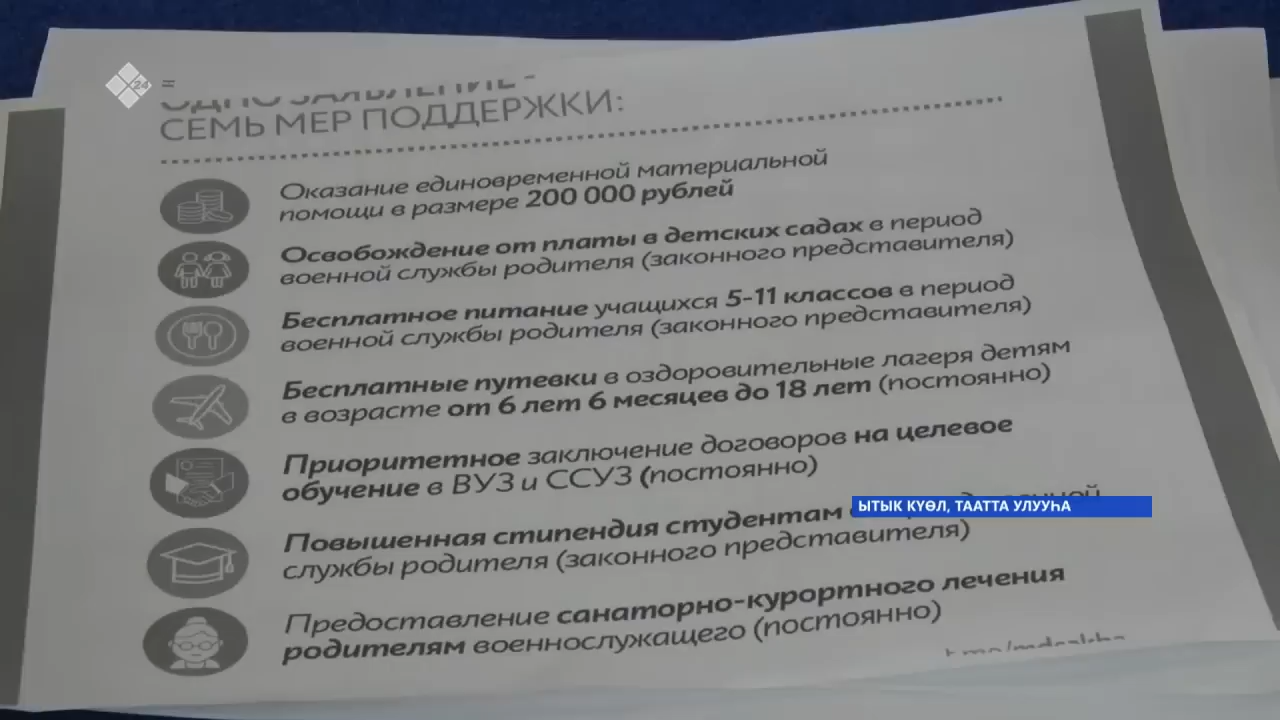 24
ОДНО ЗАЯВЛЕНИЕ -
СЕМЬ МЕР ПОДДЕРЖКИ:
Оказание единовременной материальной
помощи в размере 200 000 рублей
Освобождение от платы в детских садах в период
военной службы родителя (законного представителя)
Бесплатное питание учащихся 5-11 классов в период
военной службы родителя (законного представителя)
Бесплатные путевки в оздоровительные лагеря детям
в возрасте от 6 лет 6 месяцев до 18 лет (постоянно)
Приоритетное заключение договоров на целевое
обучение в ВУЗ и ССУЗ (постоянно)
Повышенная стипендия студентам
службы родителя (законного представителя)
Предоставление санаторно-курортного лечения
родителям военнослужащего (постоянно)
ЫТЫК КҮӨЛ, ТААТТА УЛУУҺА